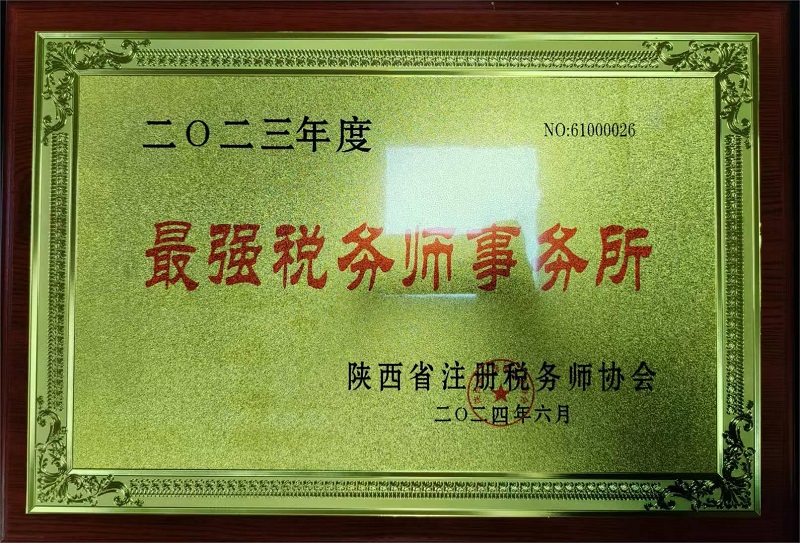 二〇二三年度
NO:61000026
最强税务师事务所
陕西省注册税务师协会
二〇二四年六月